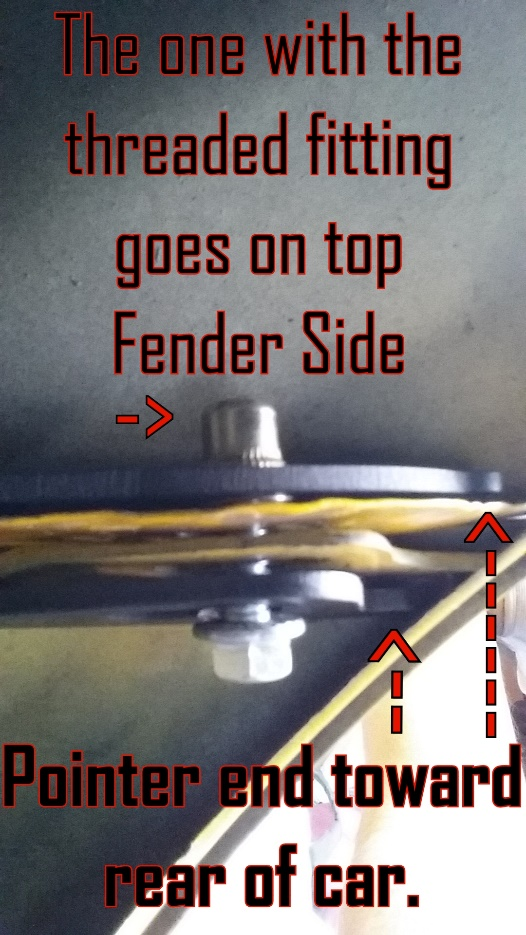 The one with the
threaded fitting
goes on top
Fender Side
->
Pointer end toward
rear of car.